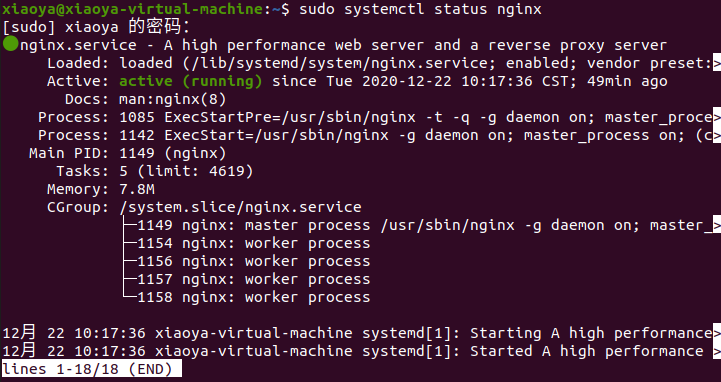 xiaoya@xiaoya-virtual-machine:~$ sudo systemctl status nginx
[sudo] xiaoya 的密码：
●nginx.service - A high performance web server and a reverse proxy server
     Loaded: loaded (/lib/systemd/system/nginx.service; enabled; vendor preset:>
     Active: active (running) since Tue 2020-12-22 10:17:36 CST; 49min ago
       Docs: man:nginx(8)
    Process: 1085 ExecStartPre=/usr/sbin/nginx -t -q -g daemon on; master_proce>
    Process: 1142 ExecStart=/usr/sbin/nginx -g daemon on; master_process on; (c>
   Main PID: 1149 (nginx)
      Tasks: 5 (limit: 4619)
     Memory: 7.8M
     CGroup: /system.slice/nginx.service
             ├─1149 nginx: master process /usr/sbin/nginx -g daemon on; master_>
             ├─1154 nginx: worker process
             ├─1156 nginx: worker process
             ├─1157 nginx: worker process
             └─1158 nginx: worker process

12月 22 10:17:36 xiaoya-virtual-machine systemd[1]: Starting A high performance>
12月 22 10:17:36 xiaoya-virtual-machine systemd[1]: Started A high performance >
lines 1-18/18 (END)